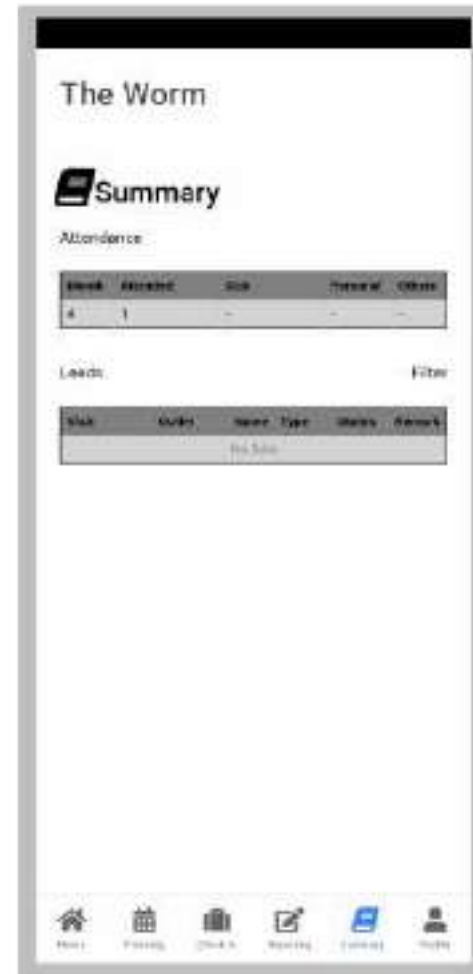 The Worm
Summary
Attendance
Month Attended Sick Personal Others
4 1 - - -
Leads Filter
Visit Outlet Name Type Status Remark
No Data
Home Planning Check In Reporting Summary Profile